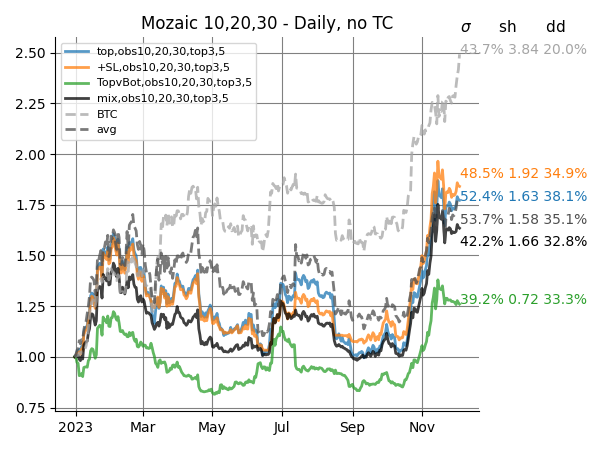 Mozaic 10,20,30 - Daily, no TC
σ sh dd
top,obs10,20,30,top3,5
+SL,obs10,20,30,top3,5
TopvBot,obs10,20,30,top3,5
mix,obs10,20,30,top3,5
BTC
avg
43.7% 3.84 20.0%
48.5% 1.92 34.9%
52.4% 1.63 38.1%
53.7% 1.58 35.1%
42.2% 1.66 32.8%
39.2% 0.72 33.3%
2.50
2.25
2.00
1.75
1.50
1.25
1.00
0.75
2023 Mar May Jul Sep Nov